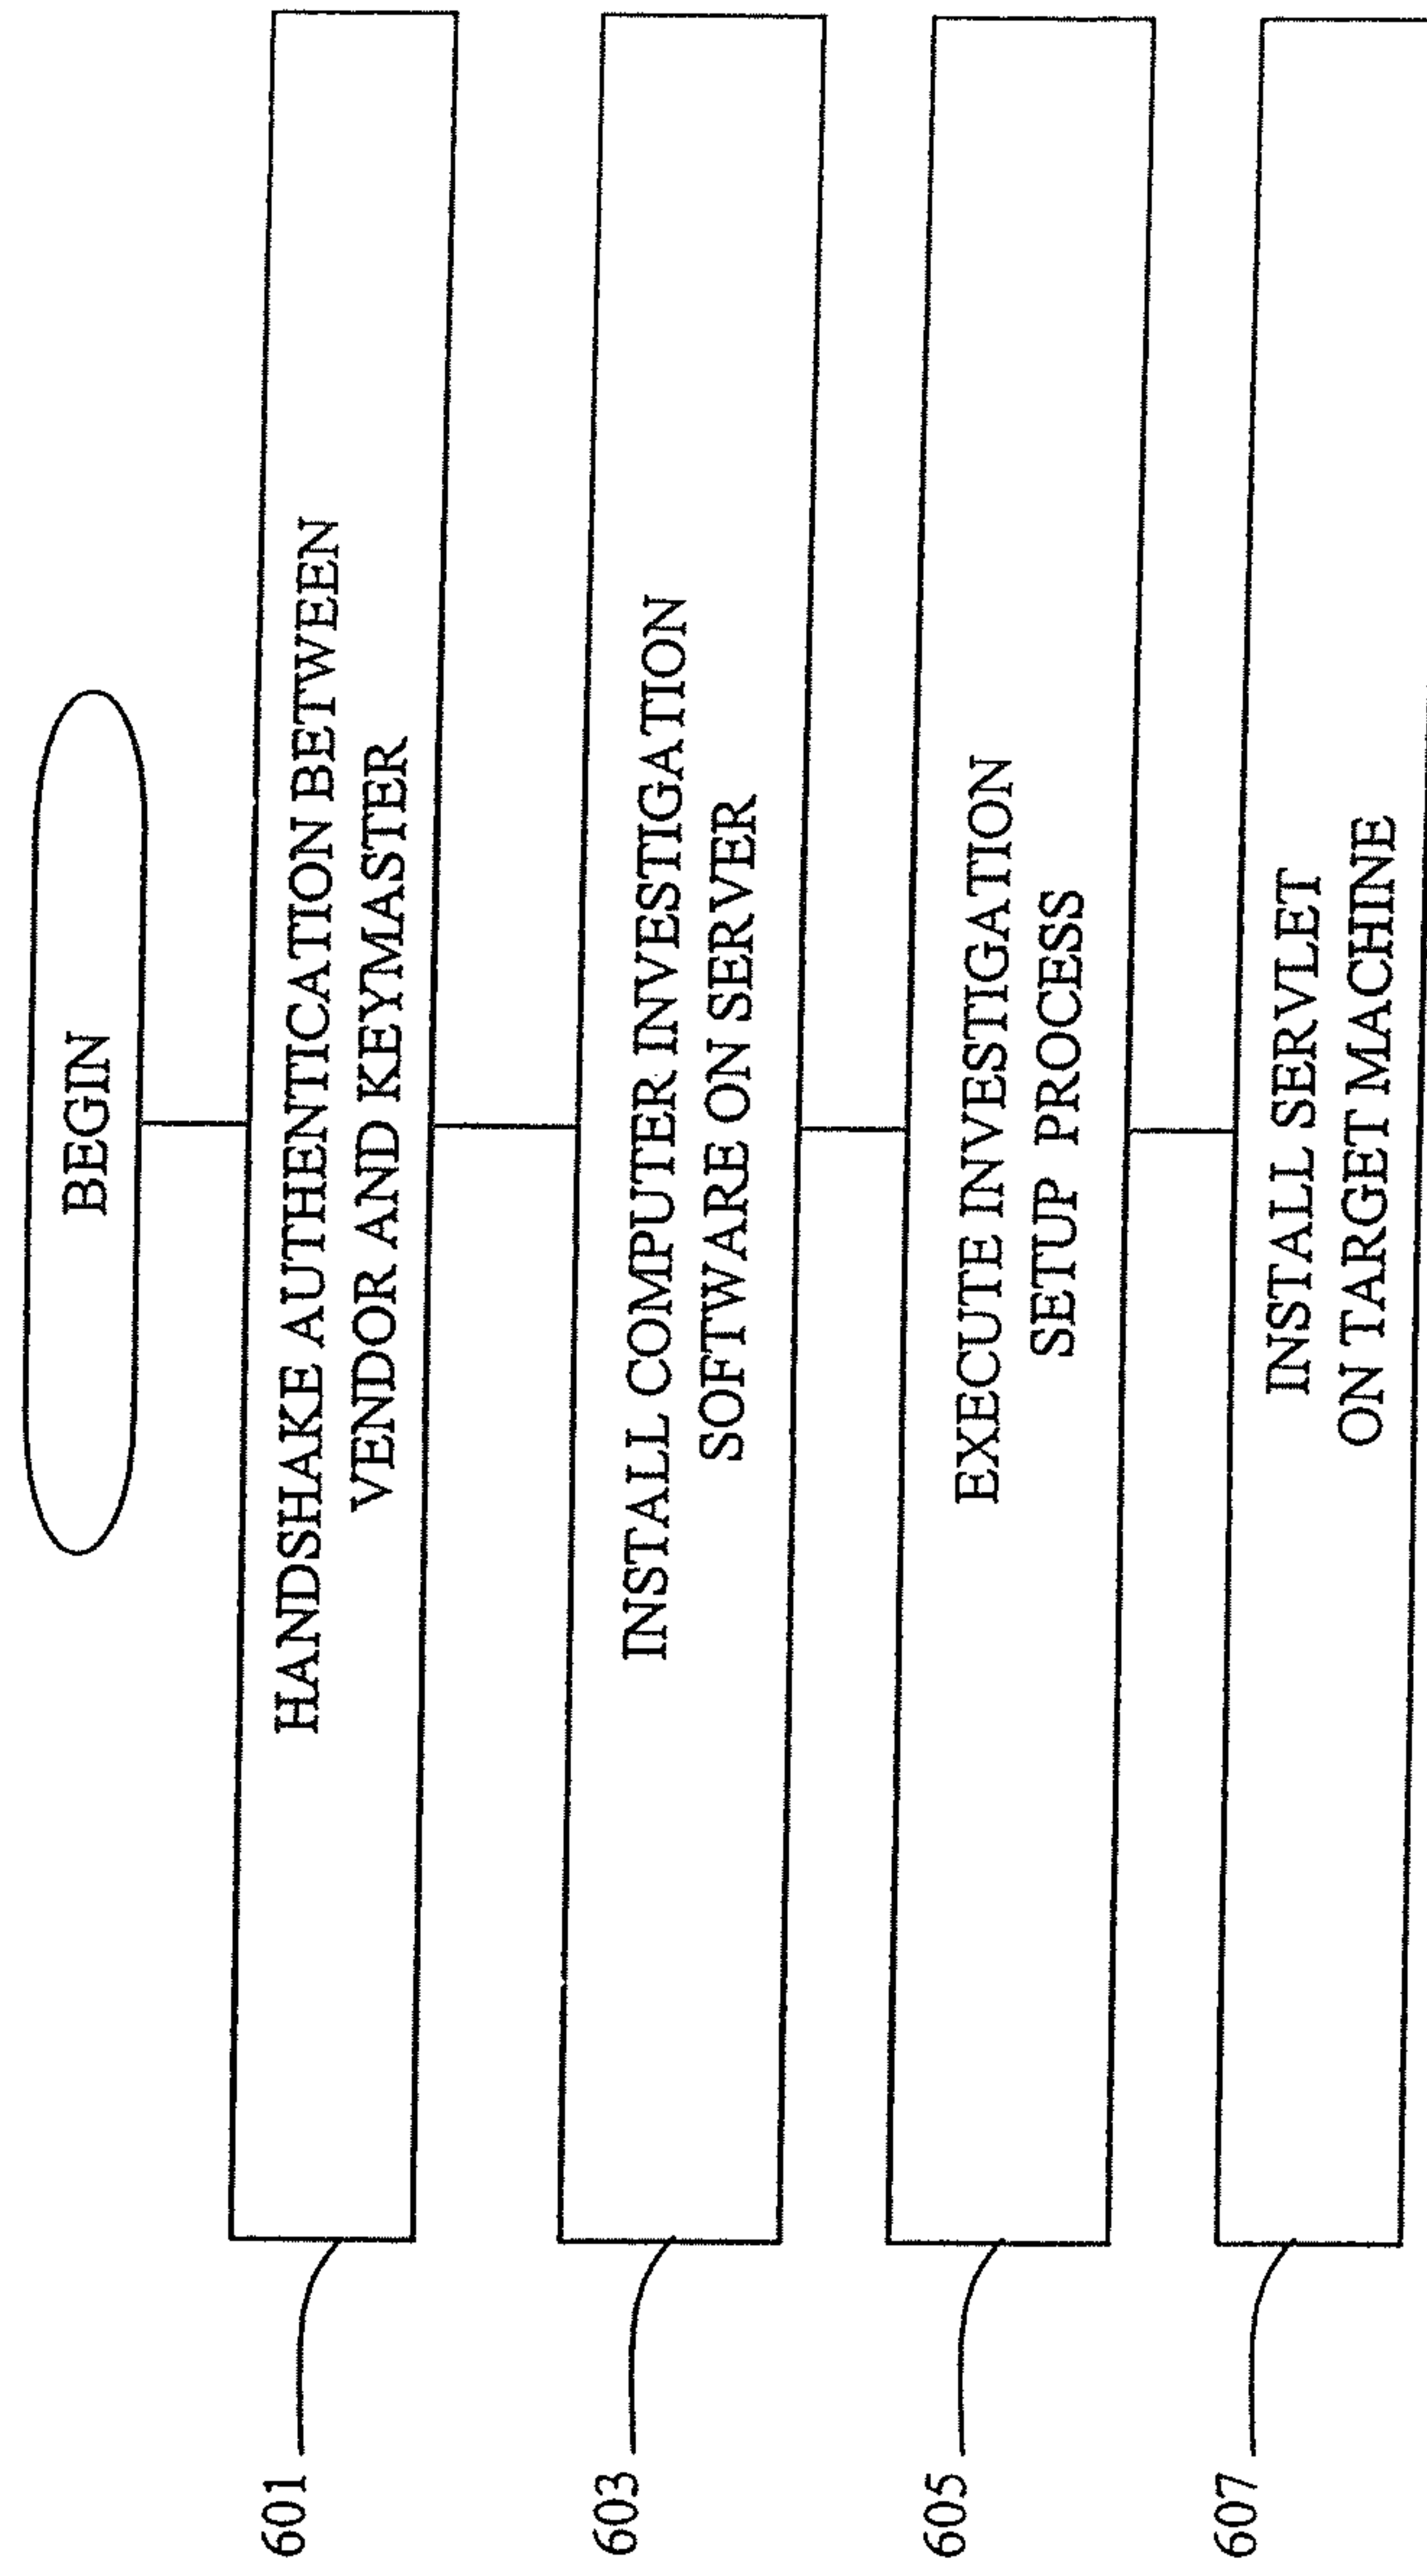 BEGIN
601
HANDSHAKE AUTHENTICATION BETWEEN
VENDOR AND KEYMASTER
603
INSTALL COMPUTER INVESTIGATION
SOFTWARE ON SERVER
605
EXECUTE INVESTIGATION
SETUP PROCESS
607
INSTALL SERVLET
ON TARGET MACHINE